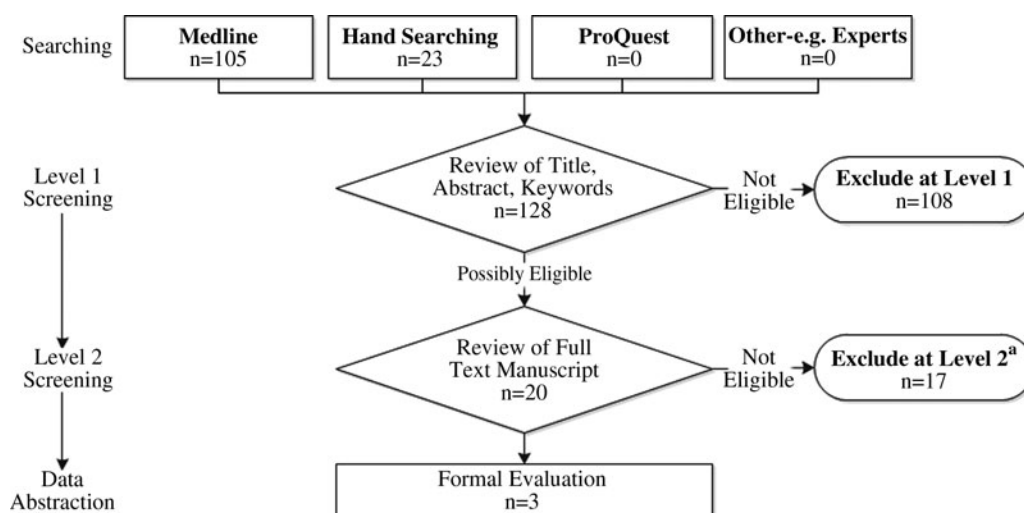 Searching
Medline
n=105
Hand Searching
n=23
ProQuest
n=0
Other-e.g. Experts
n=0
Level 1
Screening
Review of Title,
Abstract, Keywords
n=128
Not
Eligible
Exclude at Level 1
n=108
Possibly Eligible
Level 2
Screening
Review of Full
Text Manuscript
n=20
Not
Eligible
Exclude at Level 2a
n=17
Data
Abstraction
Formal Evaluation
n=3